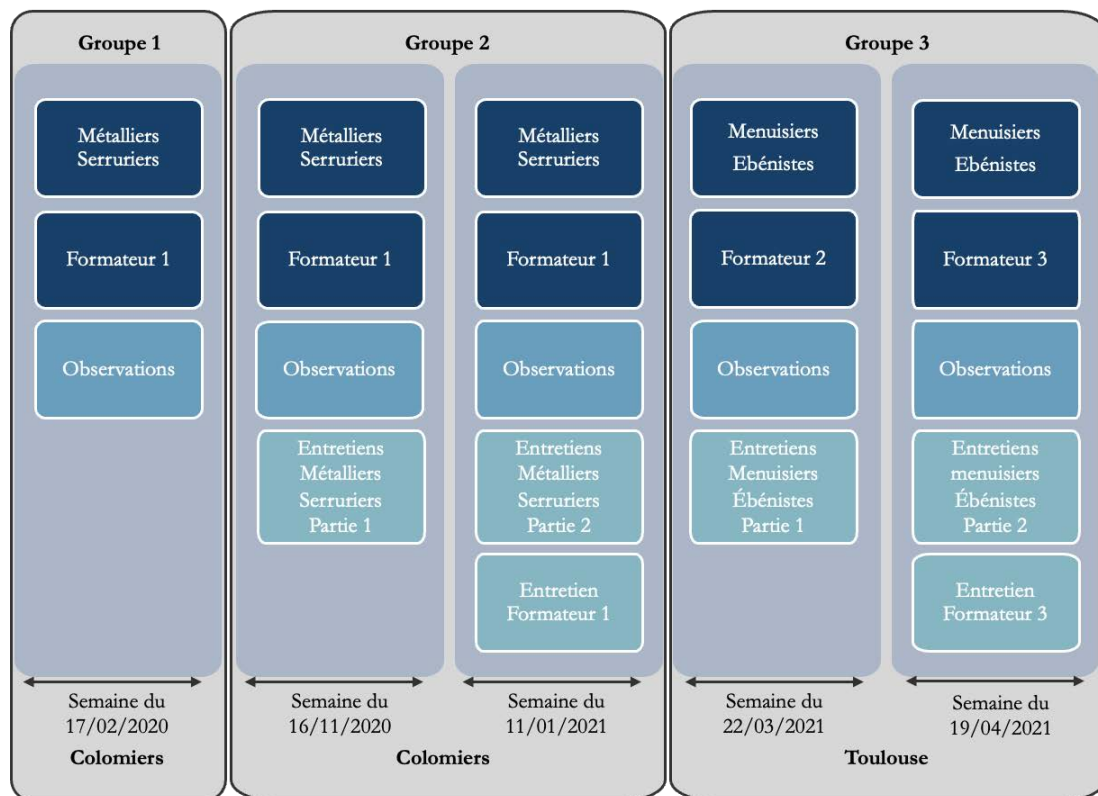 Groupe 1
Métalliers
Serruriers
Formateur 1
Observations
Semaine du
17/02/2020
Colomiers
Groupe 2
Métalliers
Serruriers
Formateur 1
Observations
Entretiens
Métalliers
Serruriers
Partie 1
Semaine du
16/11/2020
Métalliers
Serruriers
Formateur 1
Observations
Entretiens
Métalliers
Serruriers
Partie 2
Entretien
Formateur 1
Semaine du
11/01/2021
Colomiers
Groupe 3
Menuisiers
Ebénistes
Formateur 2
Observations
Entretiens
Menuisiers
Ébénistes
Partie 1
Semaine du
22/03/2021
Menuisiers
Ebénistes
Formateur 3
Observations
Entretiens
menuisiers
Ébénistes
Partie 2
Entretien
Formateur 3
Semaine du
19/04/2021
Toulouse